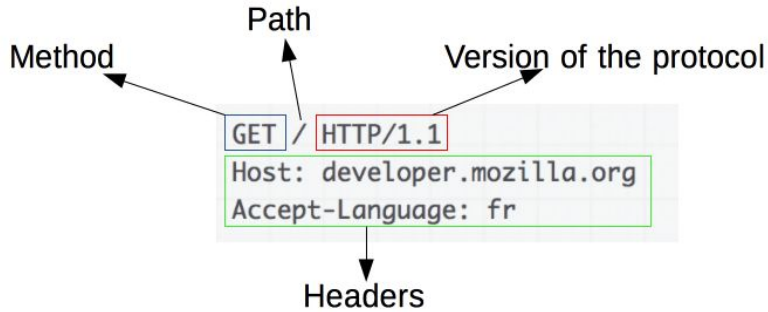 Path
Method
Version of the protocol
GET / HTTP/1.1
Host: developer.mozilla.org
Accept-Language: fr
Headers